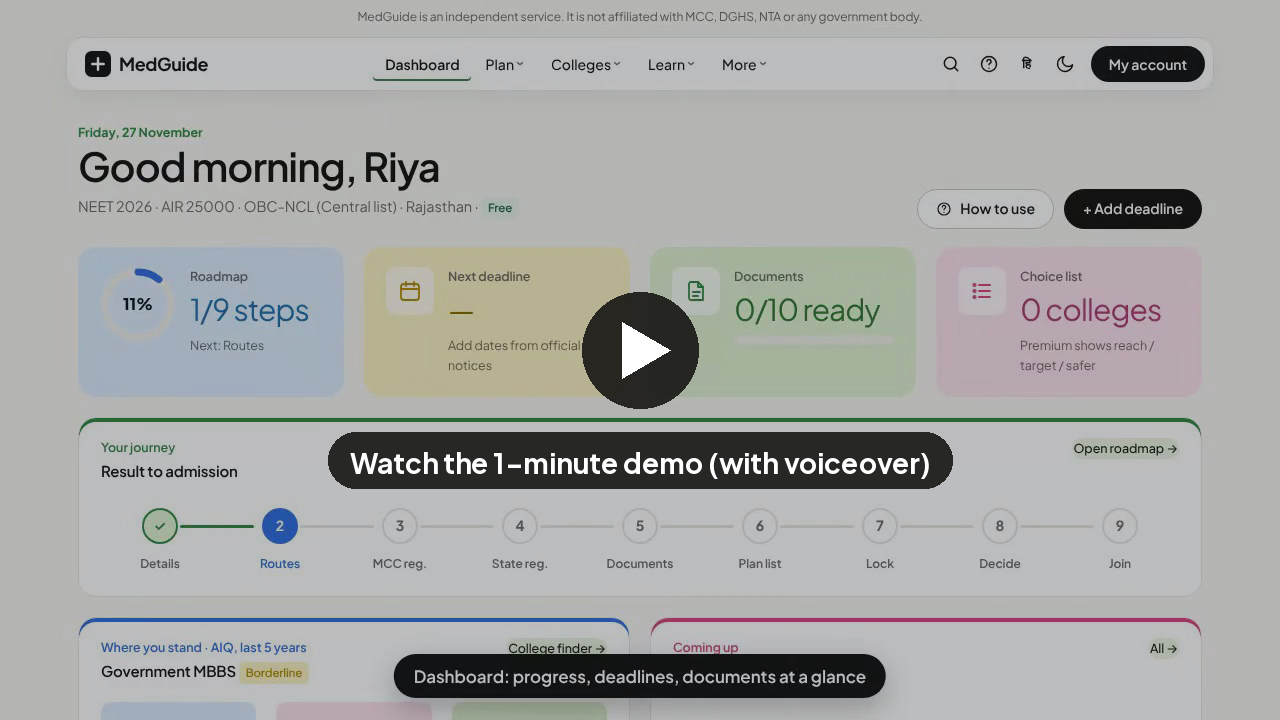 MedGuide is an independent service. It is not affiliated with MCC, DGHS, NTA or any government body.
MedGuide
Dashboard Plan Colleges Learn More हि My account
Friday, 27 November
Good morning, Riya
NEET 2026 · AIR 25000 · OBC-NCL (Central list) · Rajasthan · Free
How to use
+ Add deadline
11%
Roadmap
1/9 steps
Next: Routes
Next deadline
—
Add dates from official
notices
Documents
0/10 ready
Choice list
0 colleges
Premium shows reach /
target / safer
Watch the 1-minute demo (with voiceover)
Your journey
Result to admission
Open roadmap →
2 3 4 5 6 7 8 9
Details Routes MCC reg. State reg. Documents Plan list Lock Decide Join
Where you stand · AIQ, last 5 years
College finder →
Government MBBS Borderline
Coming up
All →
Dashboard: progress, deadlines, documents at a glance